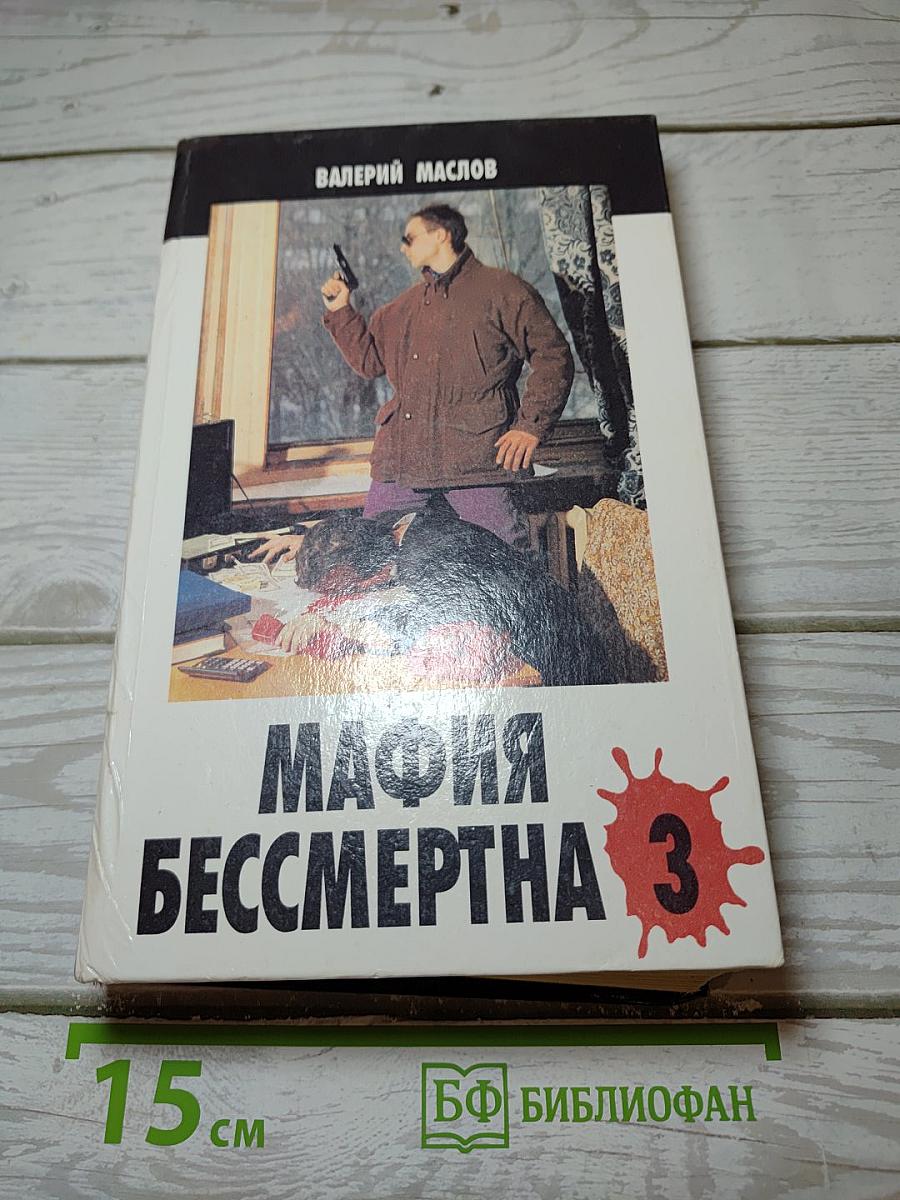 ВАЛЕРИЙ МАСЛОВ
МАФИЯ
БЕССМЕРТНА
3
15 см
БФ БИБЛИОФАН